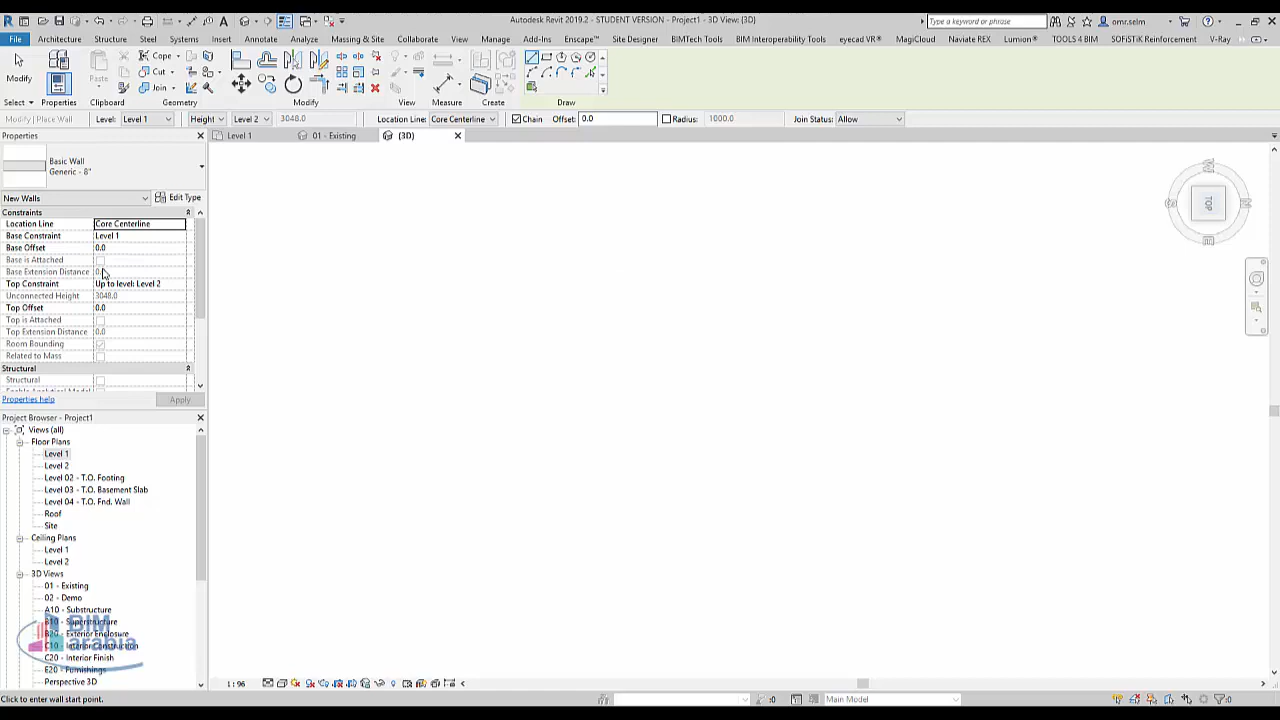 Autodesk Revit 2019.2 - STUDENT VERSION - Project1 - 3D View: {3D}
Type a keyword or phrase
omr.selm
File Architecture Structure Steel Systems Insert Annotate Analyze Massing & Site Collaborate View Manage Add-Ins Enscape™ Site Designer BIMTech Tools BIM Interoperability Tools eyecad VR® MagiCloud Naviate REX Lumion® TOOLS 4 BIM SOFiSTiK Reinforcement V-Ray
Modify
Paste
Cope
Cut
Join
Select Properties Clipboard Geometry Modify View Measure Create Draw
Modify | Place Wall Level: Level 1 Height Level 2 3048.0 Location Line: Core Centerline Chain Offset: 0.0 Radius: 1000.0 Join Status: Allow
Properties
Level 1
01 - Existing
{3D}
Basic Wall
Generic - 8"
New Walls
Edit Type
Constraints
Location Line Core Centerline
Base Constraint Level 1
Base Offset 0.0
Base is Attached
Base Extension Distance
Top Constraint Up to level: Level 2
Unconnected Height 3048.0
Top Offset 0.0
Top is Attached
Top Extension Distance 0.0
Room Bounding
Related to Mass
Structural
Structural
Properties help
Apply
Project Browser - Project1
Views (all)
Floor Plans
Level 1
Level 2
Level 02 - T.O. Footing
Level 03 - T.O. Basement Slab
Level 04 - T.O. Fnd. Wall
Roof
Site
Ceiling Plans
Level 1
Level 2
3D Views
01 - Existing
02 - Demo
A10 - Substructure
B10 - Superstructure
B20 - Exterior Enclosure
C10 - Interior Construction
C20 - Interior Finish
E20 - Furnishings
Perspective 3D
BIM
arabia
TOP
W
S
N
E
1 : 96
Click to enter wall start point.
:0
Main Model
:0